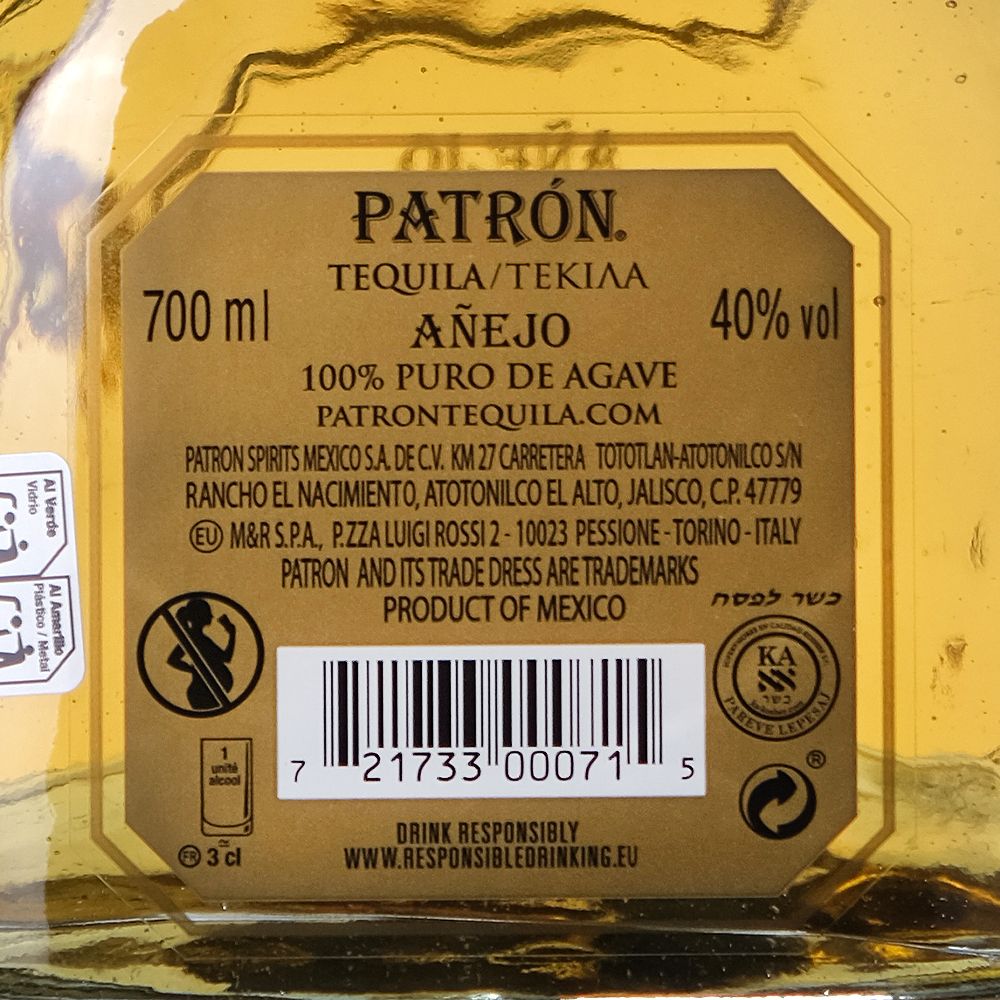 PATRÓN®
TEQUILA/ΤΕΚΙΛΑ
700 ml
AÑEJO
40% vol
100% PURO DE AGAVE
PATRONTEQUILA.COM
PATRON SPIRITS MEXICO S.A. DE C.V. KM 27 CARRETERA TOTOTLAN-ATOTONILCO S/N
RANCHO EL NACIMIENTO, ATOTONILCO EL ALTO, JALISCO, C.P. 47779
EU M&R S.P.A., P.ZZA LUIGI ROSSI 2 - 10023 PESSIONE - TORINO - ITALY
PATRON AND ITS TRADE DRESS ARE TRADEMARKS
PRODUCT OF MEXICO
כשר לפסח
KA
כשר
PAREVE LEPESAJ
7 21733 00071 5
1
unité
alcool
≃
FR 3 cl
®
DRINK RESPONSIBLY
WWW.RESPONSIBLEDRINKING.EU
Al Verde
Vidrio
Al Amarillo
Plástico / Metal
AÑEJO